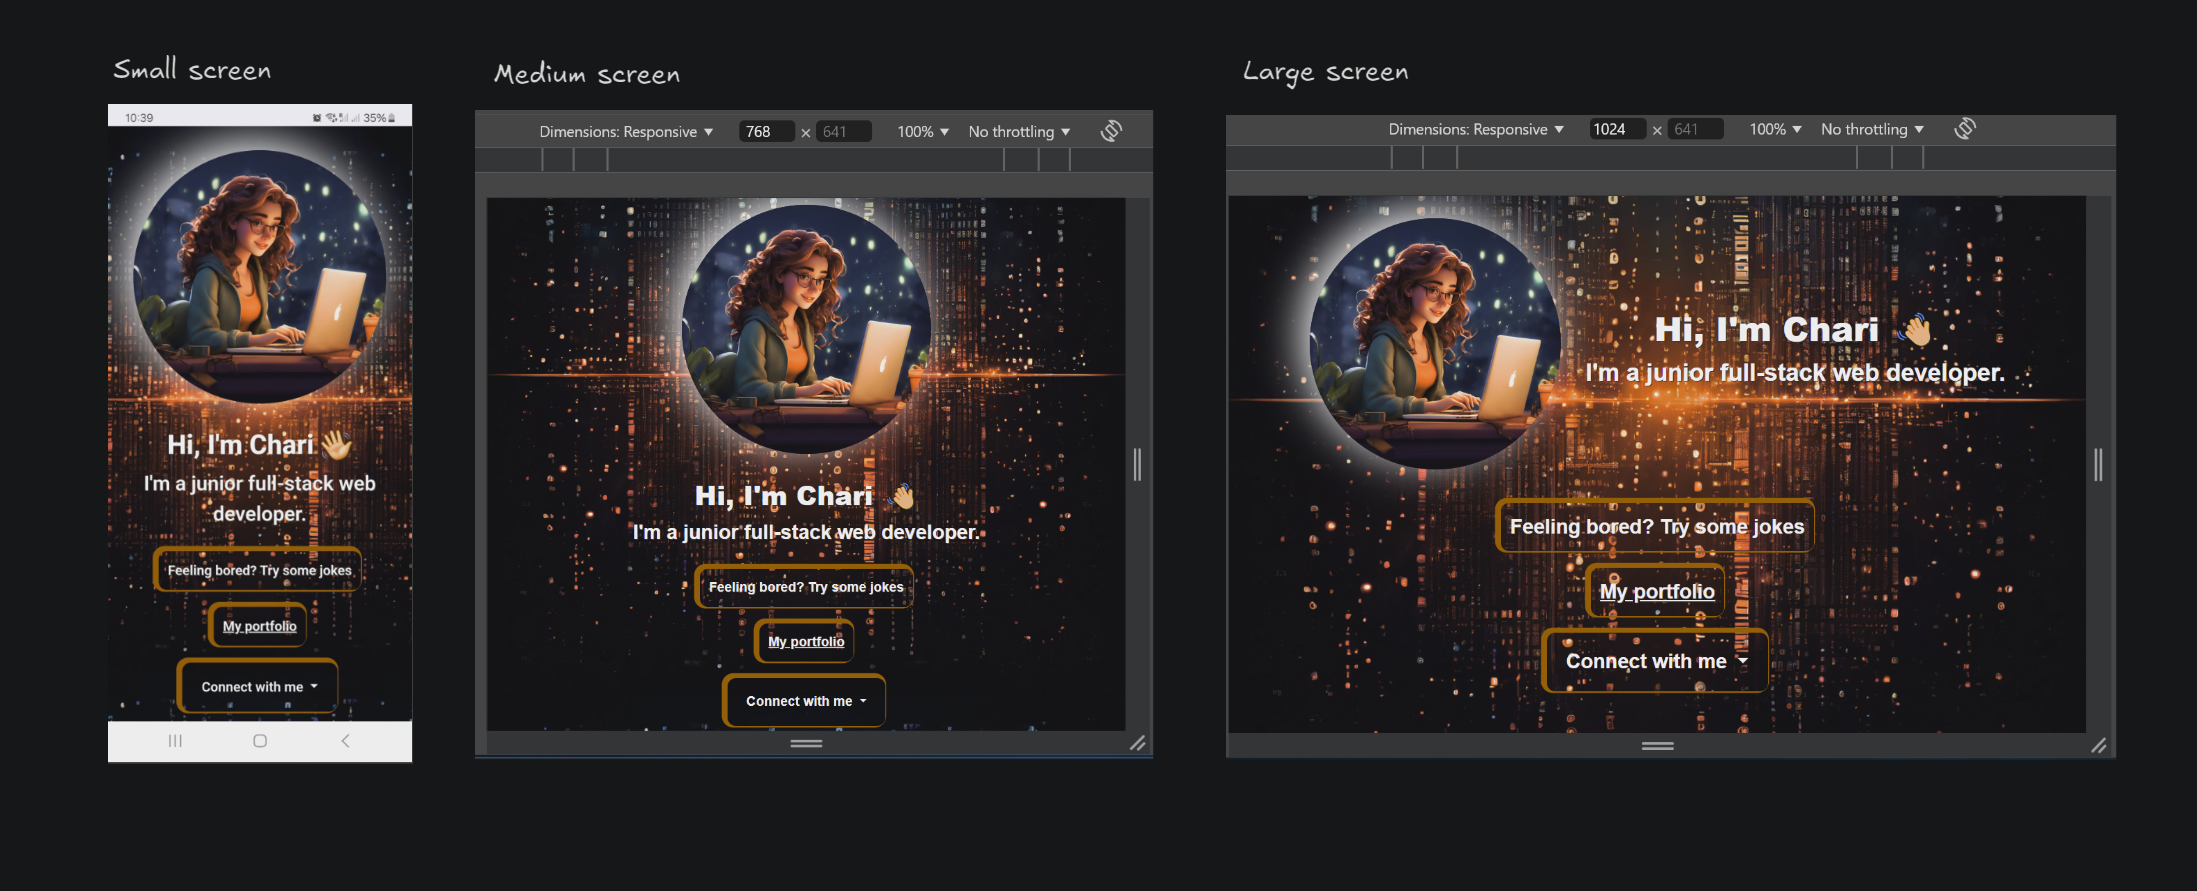 Small screen
10:39
35%
Hi, I'm Chari 👋
I'm a junior full-stack web
developer.
Feeling bored? Try some jokes
My portfolio
Connect with me
Medium screen
Dimensions: Responsive ▼ 768 × 641 100% ▼ No throttling ▼
Hi, I'm Chari 👋
I'm a junior full-stack web developer.
Feeling bored? Try some jokes
My portfolio
Connect with me
Large screen
Dimensions: Responsive ▼ 1024 × 641 100% ▼ No throttling ▼
Hi, I'm Chari 👋
I'm a junior full-stack web developer.
Feeling bored? Try some jokes
My portfolio
Connect with me